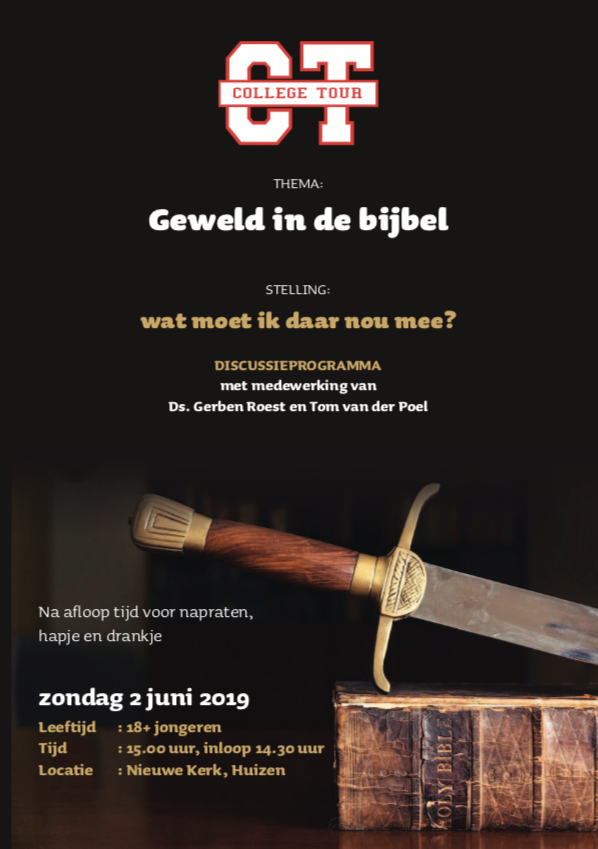 CT
COLLEGE TOUR
THEMA:
Geweld in de bijbel
STELLING:
wat moet ik daar nou mee?
DISCUSSIEPROGRAMMA
met medewerking van
Ds. Gerben Roest en Tom van der Poel
Na afloop tijd voor napraten,
hapje en drankje
zondag 2 juni 2019
Leeftijd : 18+ jongeren
Tijd : 15.00 uur, inloop 14.30 uur
Locatie : Nieuwe Kerk, Huizen
HOLY BIBLE